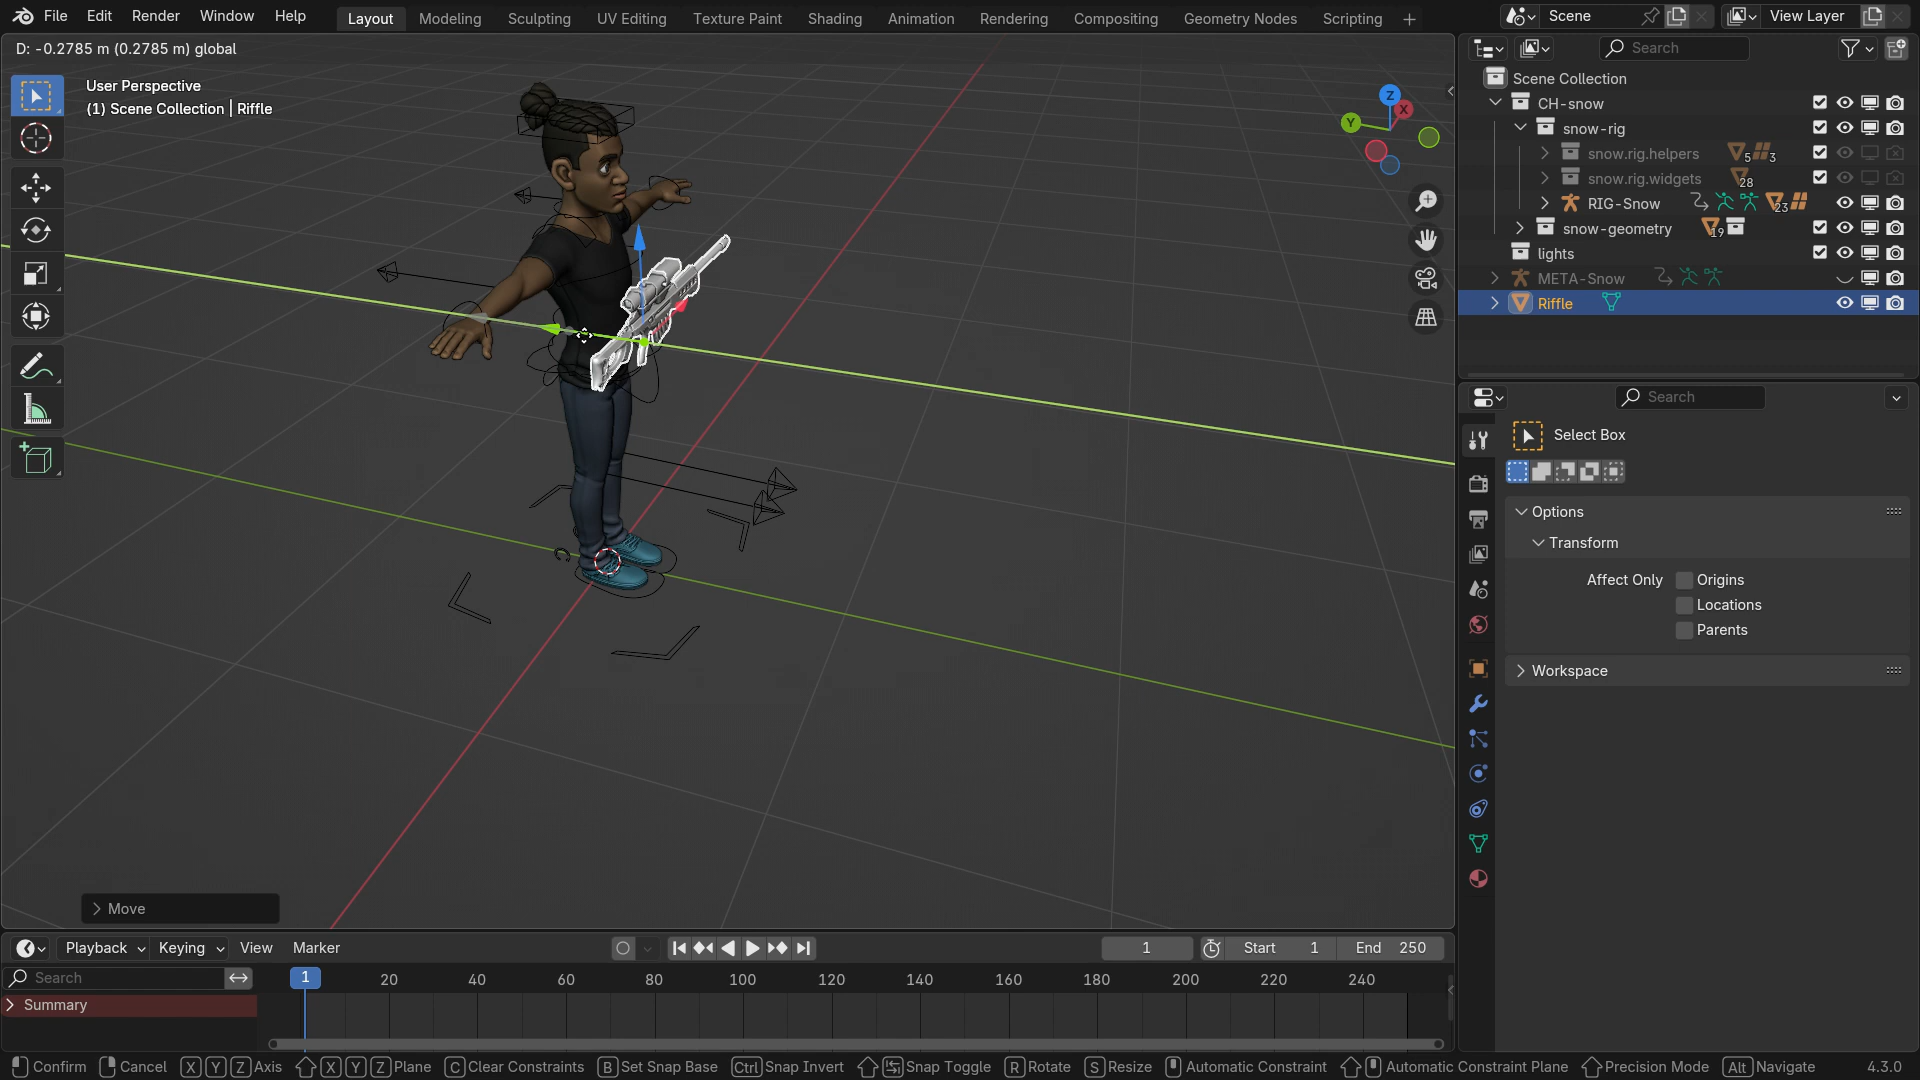 File Edit Render Window Help Layout Modeling Sculpting UV Editing Texture Paint Shading Animation Rendering Compositing Geometry Nodes Scripting + Scene View Layer
D: -0.2785 m (0.2785 m) global
User Perspective
(1) Scene Collection | Riffle
Z
X
Y
Search
Scene Collection
CH-snow
snow-rig
snow.rig.helpers 5 3
snow.rig.widgets 28
RIG-Snow 23
snow-geometry 19
lights
META-Snow
Riffle
Search
Select Box
Options
Transform
Affect Only Origins
Locations
Parents
Workspace
Move
Playback Keying View Marker 1 Start 1 End 250
Search 1 20 40 60 80 100 120 140 160 180 200 220 240
Summary
Confirm Cancel X Y Z Axis X Y Z Plane C Clear Constraints B Set Snap Base Ctrl Snap Invert Snap Toggle R Rotate S Resize Automatic Constraint Automatic Constraint Plane Precision Mode Alt Navigate 4.3.0